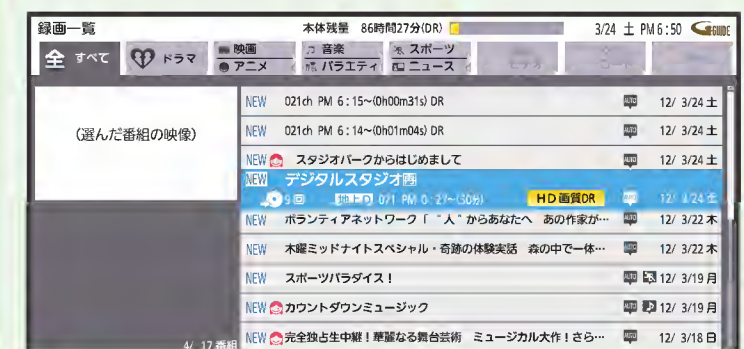 録画一覧 本体残量 86時間27分(DR) 3/24 土 PM 6:50 G-GUIDE
全 すべて ドラマ 映画 音楽 スポーツ
アニメ バラエティ ニュース
(選んだ番組の映像)
NEW 021ch PM 6:15~(0h00m31s) DR AUTO 12/ 3/24 土
NEW 021ch PM 6:14~(0h01m04s) DR AUTO 12/ 3/24 土
NEW スタジオパークからはじめまして AUTO 12/ 3/24 土
NEW デジタルスタジオ
9回 地上D 071 PM 0:27~(30分) HD画質DR AUTO 12/ 3/24 土
NEW ボランティアネットワーク「 "人"からあなたへ あの作家が… AUTO 12/ 3/22 木
NEW 木曜ミッドナイトスペシャル・奇跡の体験実話 森の中で一体… AUTO 12/ 3/22 木
NEW スポーツパラダイス! AUTO 12/ 3/19 月
NEW カウントダウンミュージック AUTO 12/ 3/19 月
NEW 完全独占生中継!華麗なる舞台芸術 ミュージカル大作!さら… AUTO 12/ 3/18 日
4/ 17 番組